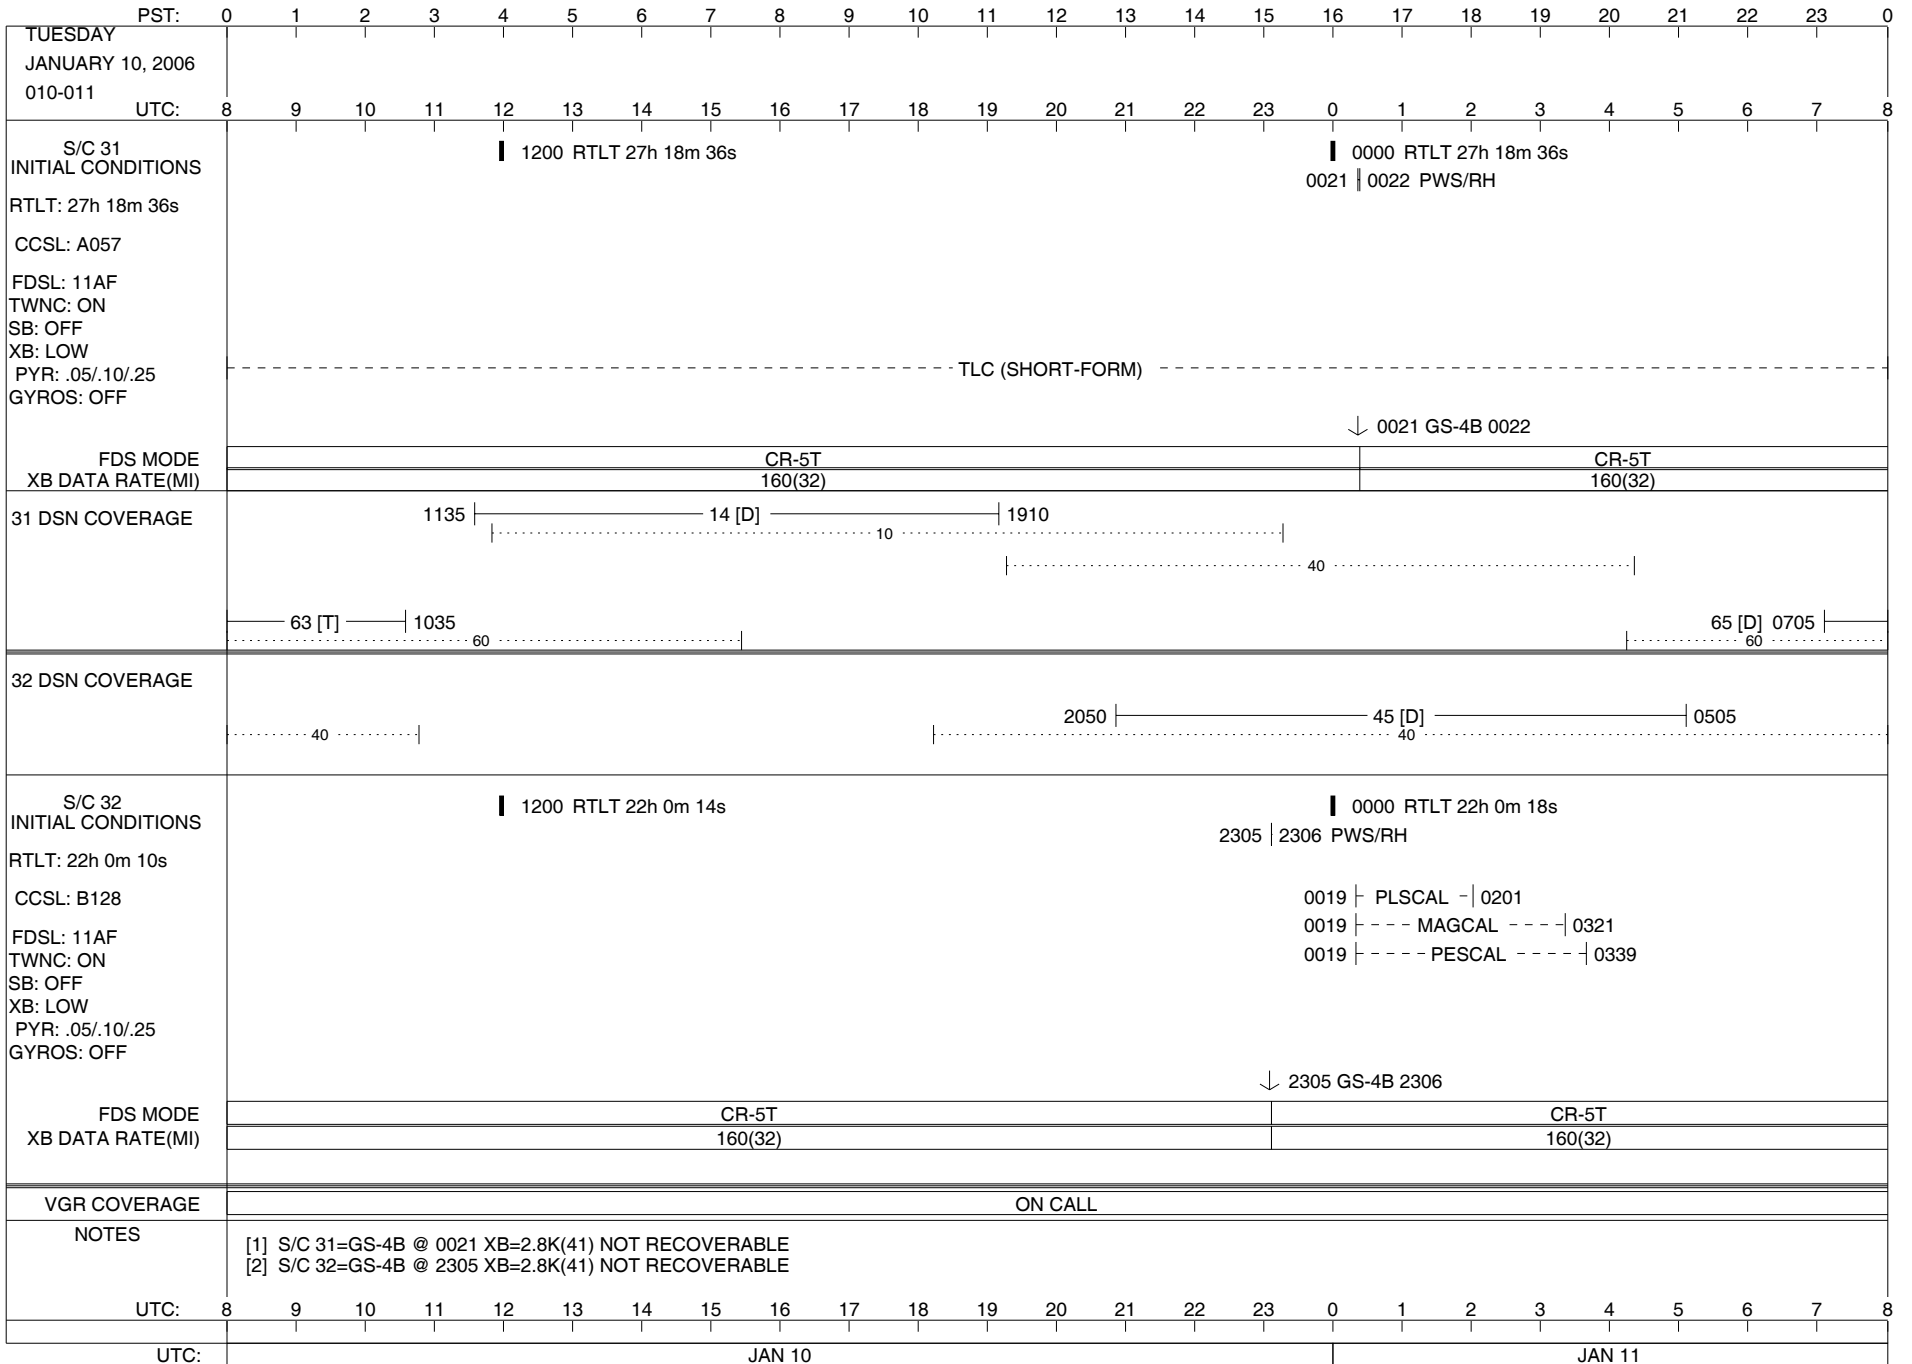 PST: 0 1 2 3 4 5 6 7 8 9 10 11 12 13 14 15 16 17 18 19 20 21 22 23 0
TUESDAY
JANUARY 10, 2006
010-011
UTC: 8 9 10 11 12 13 14 15 16 17 18 19 20 21 22 23 0 1 2 3 4 5 6 7 8
S/C 31
INITIAL CONDITIONS
1200 RTLT 27h 18m 36s
0000 RTLT 27h 18m 36s
0021 0022 PWS/RH
RTLT: 27h 18m 36s
CCSL: A057
FDSL: 11AF
TWNC: ON
SB: OFF
XB: LOW
PYR: .05/.10/.25
GYROS: OFF
TLC (SHORT-FORM)
0021 GS-4B 0022
FDS MODE CR-5T CR-5T
XB DATA RATE(MI) 160(32) 160(32)
31 DSN COVERAGE
1135 14 [D] 1910
10
40
63 [T] 1035 65 [D] 0705
60 60
32 DSN COVERAGE
2050 45 [D] 0505
40 40
S/C 32
INITIAL CONDITIONS
1200 RTLT 22h 0m 14s
0000 RTLT 22h 0m 18s
2305 2306 PWS/RH
RTLT: 22h 0m 10s
CCSL: B128
0019 PLSCAL 0201
0019 MAGCAL 0321
0019 PESCAL 0339
FDSL: 11AF
TWNC: ON
SB: OFF
XB: LOW
PYR: .05/.10/.25
GYROS: OFF
2305 GS-4B 2306
FDS MODE CR-5T CR-5T
XB DATA RATE(MI) 160(32) 160(32)
VGR COVERAGE ON CALL
NOTES
[1] S/C 31=GS-4B @ 0021 XB=2.8K(41) NOT RECOVERABLE
[2] S/C 32=GS-4B @ 2305 XB=2.8K(41) NOT RECOVERABLE
UTC: 8 9 10 11 12 13 14 15 16 17 18 19 20 21 22 23 0 1 2 3 4 5 6 7 8
UTC: JAN 10 JAN 11